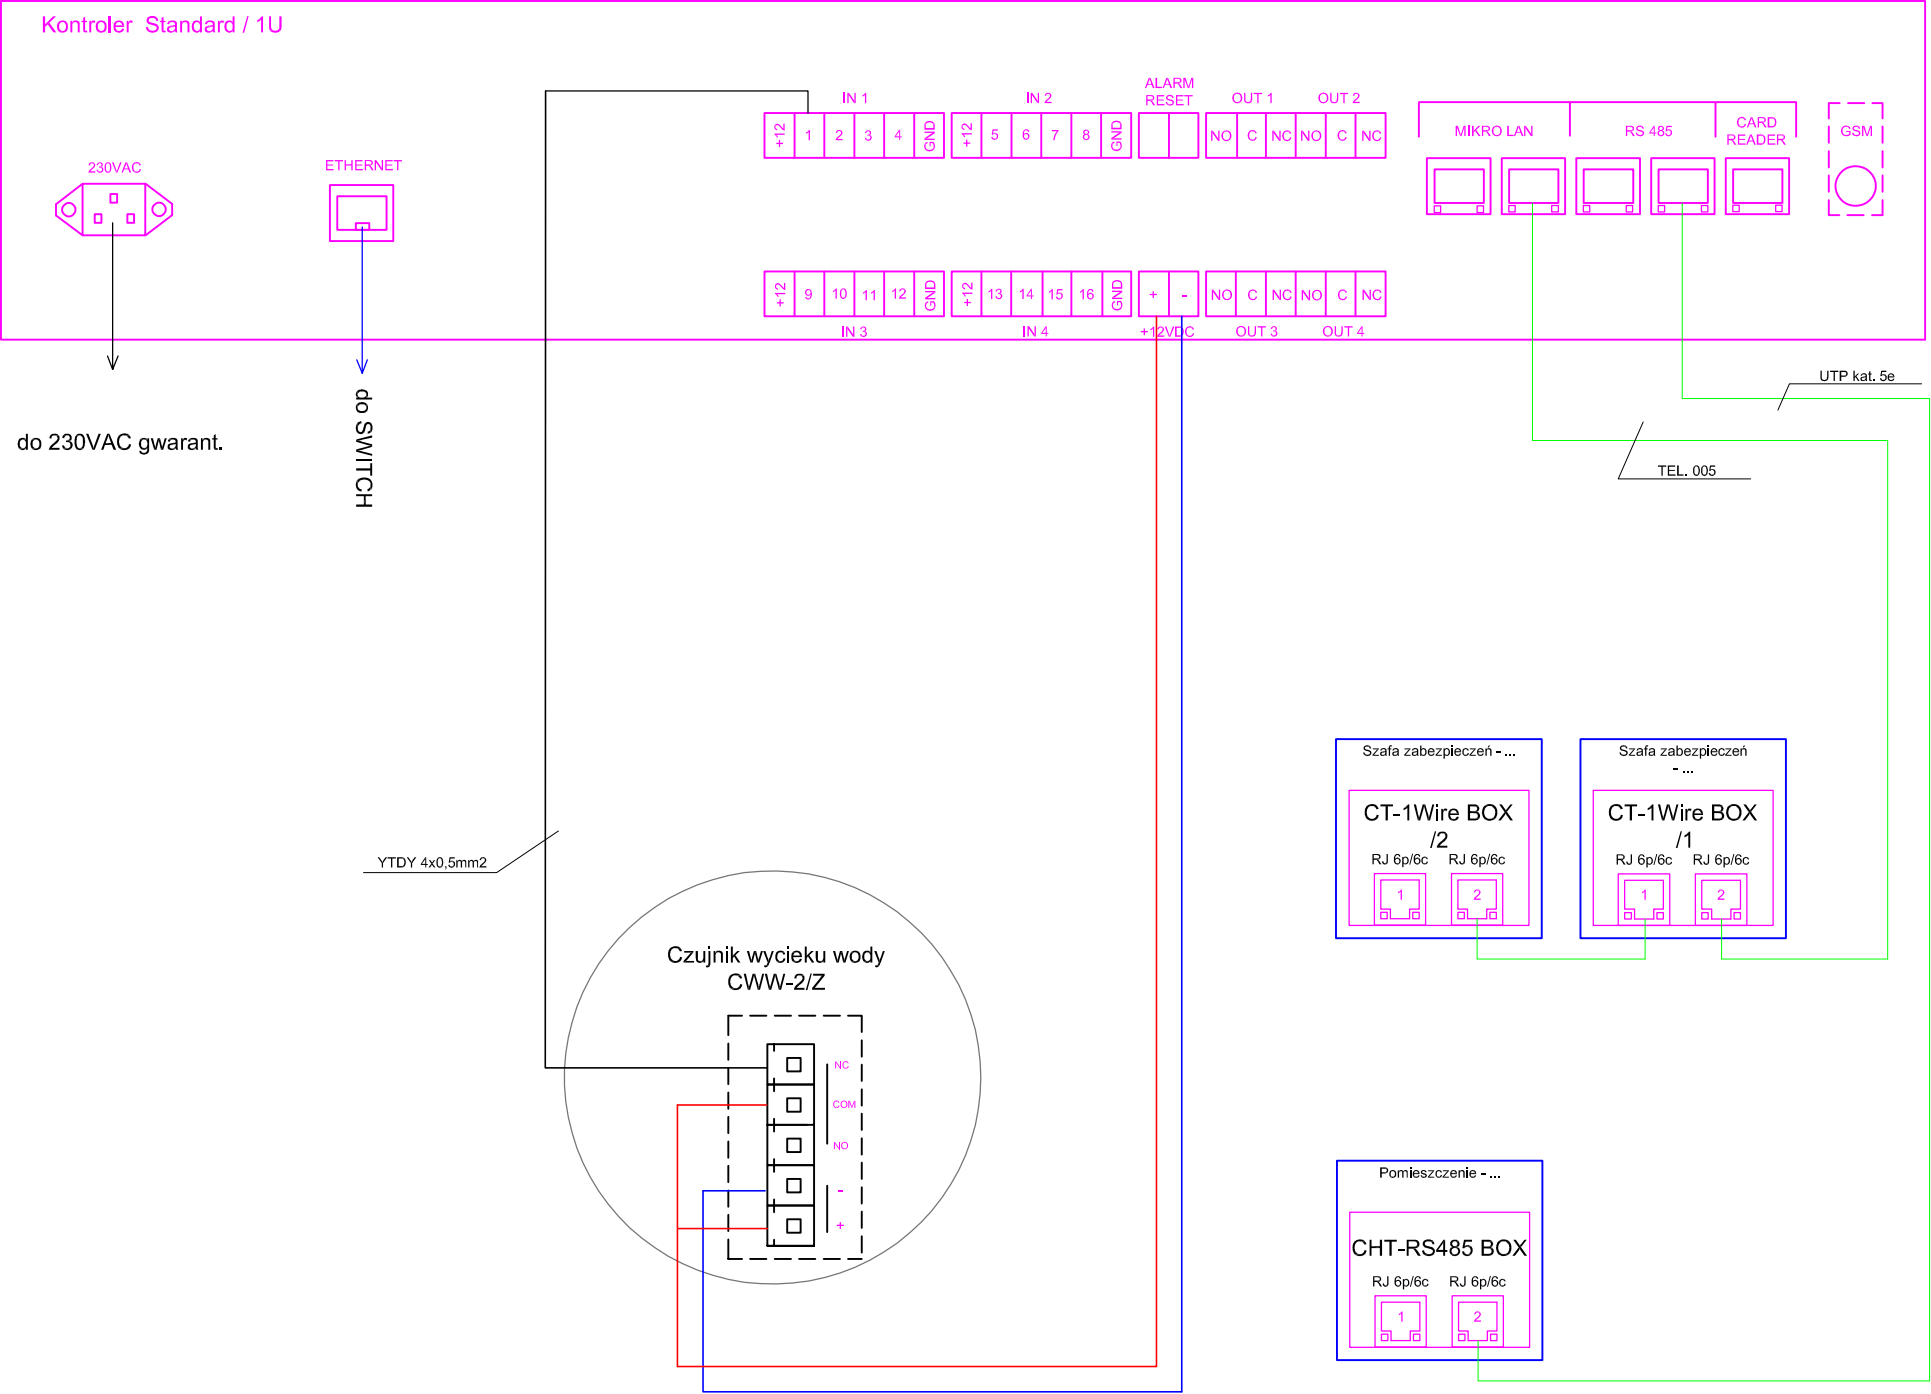 Kontroler Standard / 1U
230VAC
ETHERNET
IN 1
IN 2
ALARM
RESET
OUT 1
OUT 2
+12 1 2 3 4 GND
+12 5 6 7 8 GND
NO C NC NO C NC
MIKRO LAN
RS 485
CARD
READER
GSM
+12 9 10 11 12 GND
+12 13 14 15 16 GND
+ -
NO C NC NO C NC
IN 3
IN 4
+12VDC
OUT 3
OUT 4
do 230VAC gwarant.
do SWITCH
UTP kat. 5e
TEL. 005
YTDY 4x0,5mm2
Czujnik wycieku wody
CWW-2/Z
NC
COM
NO
-
+
Szafa zabezpieczeń - ...
CT-1Wire BOX
/2
RJ 6p/6c RJ 6p/6c
1 2
Szafa zabezpieczeń
- ...
CT-1Wire BOX
/1
RJ 6p/6c RJ 6p/6c
1 2
Pomieszczenie - ...
CHT-RS485 BOX
RJ 6p/6c RJ 6p/6c
1 2